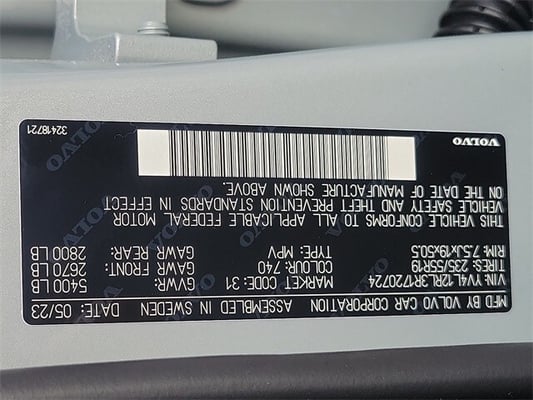 MFD BY VOLVO CAR CORPORATION ASSEMBLED IN SWEDEN 05/23
VIN: YV4L12RL3R1720724 MARKET CODE: 31 5400 LB
TIRES: 235/55R19 COLOUR: 740 GAWR FRONT: 2670 LB
RIM: 7.5Jx19x50.5 TYPE: MPV GAWR REAR: 2800 LB
THIS VEHICLE CONFORMS TO ALL APPLICABLE FEDERAL MOTOR
VEHICLE SAFETY AND THEFT PREVENTION STANDARDS IN EFFECT
ON THE DATE OF MANUFACTURE SHOWN ABOVE.
GVWR:
VOLVO
32418721